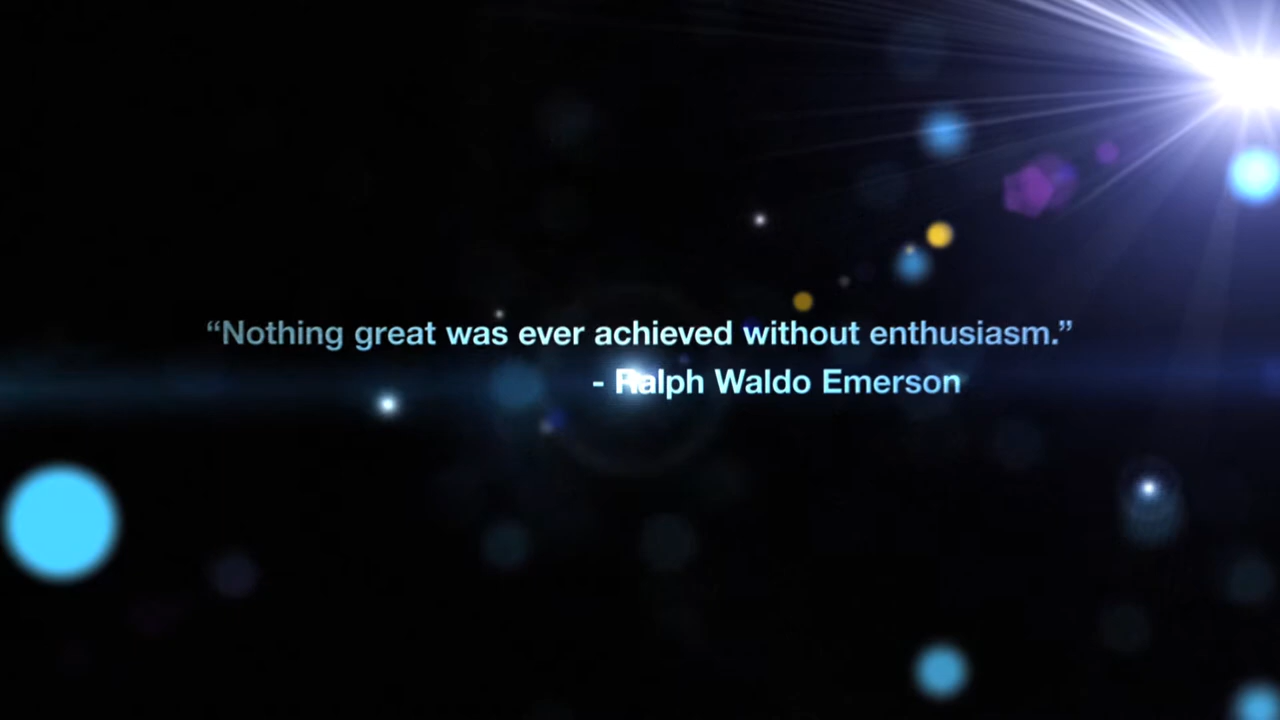 “Nothing great was ever achieved without enthusiasm.”
- Ralph Waldo Emerson